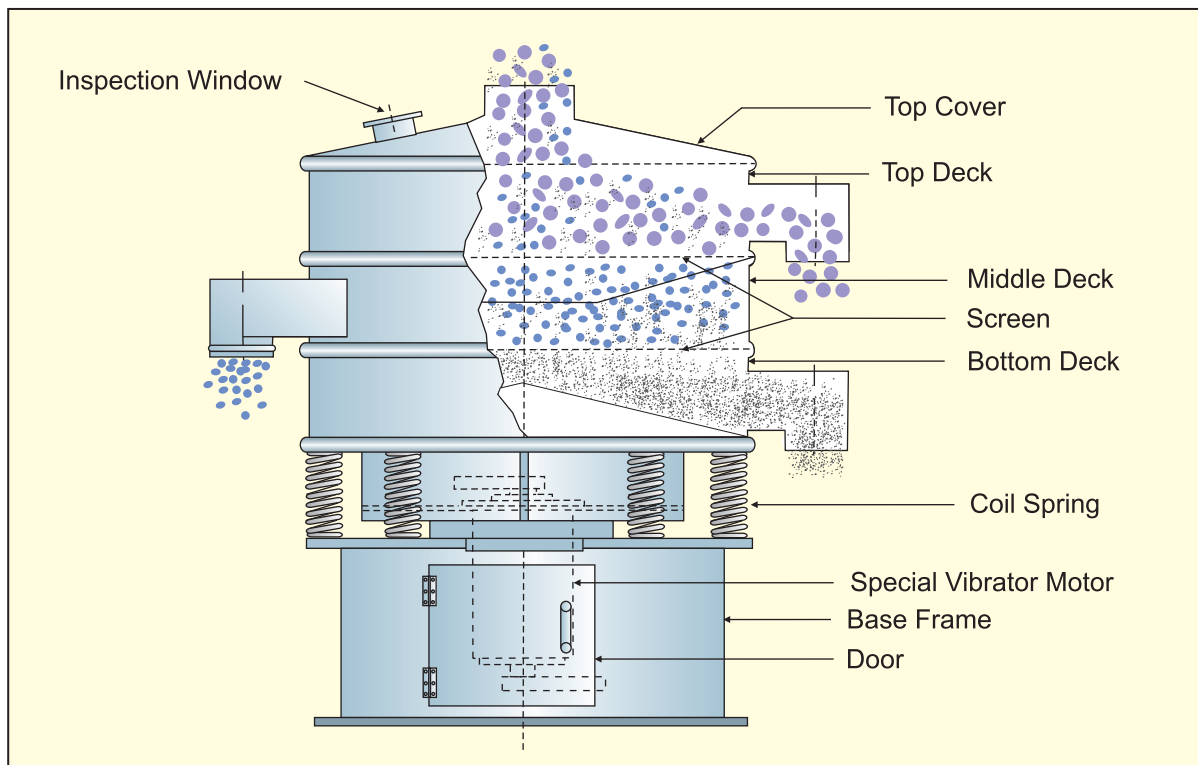 Inspection Window
Top Cover
Top Deck
Middle Deck
Screen
Bottom Deck
Coil Spring
Special Vibrator Motor
Base Frame
Door